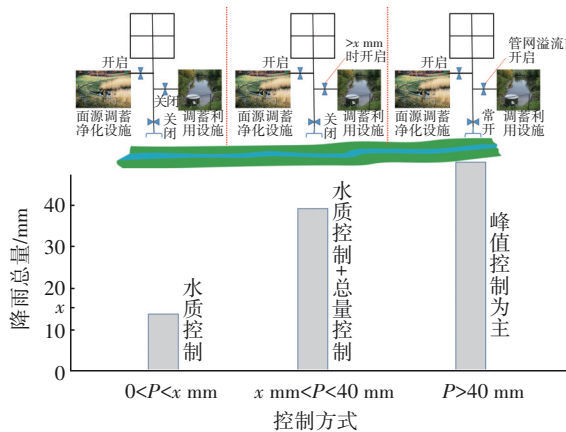 开启
关闭
面源调蓄
净化设施
关闭
调蓄利
用设施
>x mm
时开启
开启
面源调蓄
净化设施
关闭
调蓄利
用设施
管网溢流
开启
开启
面源调蓄
净化设施
常开
调蓄利
用设施
降雨总量/mm
40
30
20
x
10
0
水质控制
水质控制+总量控制
峰值控制为主
0<P<x mm
x mm<P<40 mm
P>40 mm
控制方式